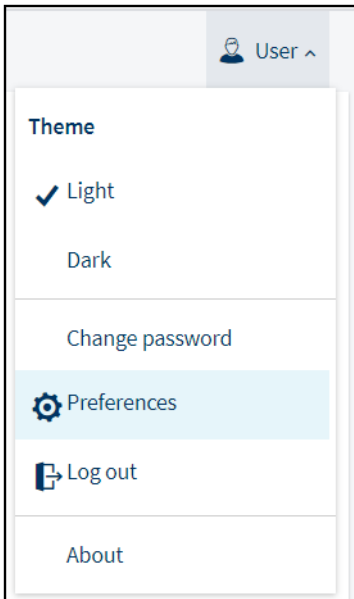 User
Theme
Light
Dark
Change password
Preferences
Log out
About